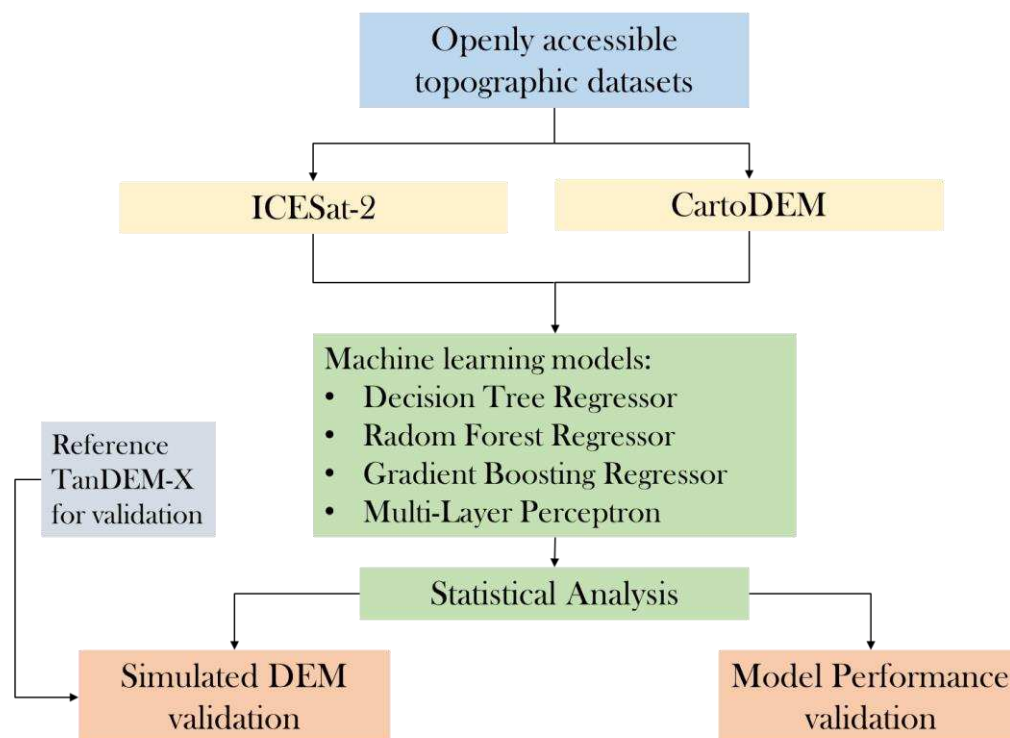 Openly accessible
topographic datasets
ICESat-2
CartoDEM
Machine learning models:
• Decision Tree Regressor
• Radom Forest Regressor
• Gradient Boosting Regressor
• Multi-Layer Perceptron
Reference
TanDEM-X
for validation
Statistical Analysis
Simulated DEM
validation
Model Performance
validation